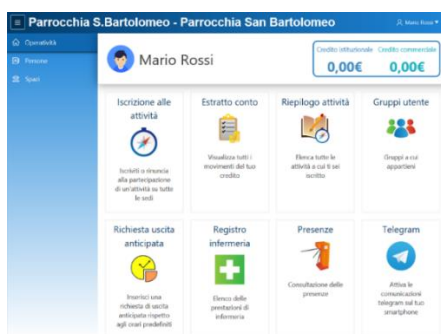 Parrocchia S.Bartolomeo - Parrocchia San Bartolomeo
Mario Rossi
Operatività
Persone
Spazi
Mario Rossi
Credito istituzionale Credito commerciale
0,00€ 0,00€
Iscrizione alle
attività
Iscriviti o rinuncia
alla partecipazione
di un'attività su tutte
le sedi
Estratto conto
Visualizza tutti i
movimenti del tuo
credito
Riepilogo attività
Elenca tutte le
attività a cui ti sei
iscritto
Gruppi utente
Gruppi a cui
appartieni
Richiesta uscita
anticipata
Inserisci una
richiesta di uscita
anticipata rispetto
agli orari predefiniti
Registro
infermeria
Elenco delle
prestazioni di
infermeria
Presenze
Consultazione delle
presenze
Telegram
Attiva le
comunicazioni
telegram sul tuo
smartphone